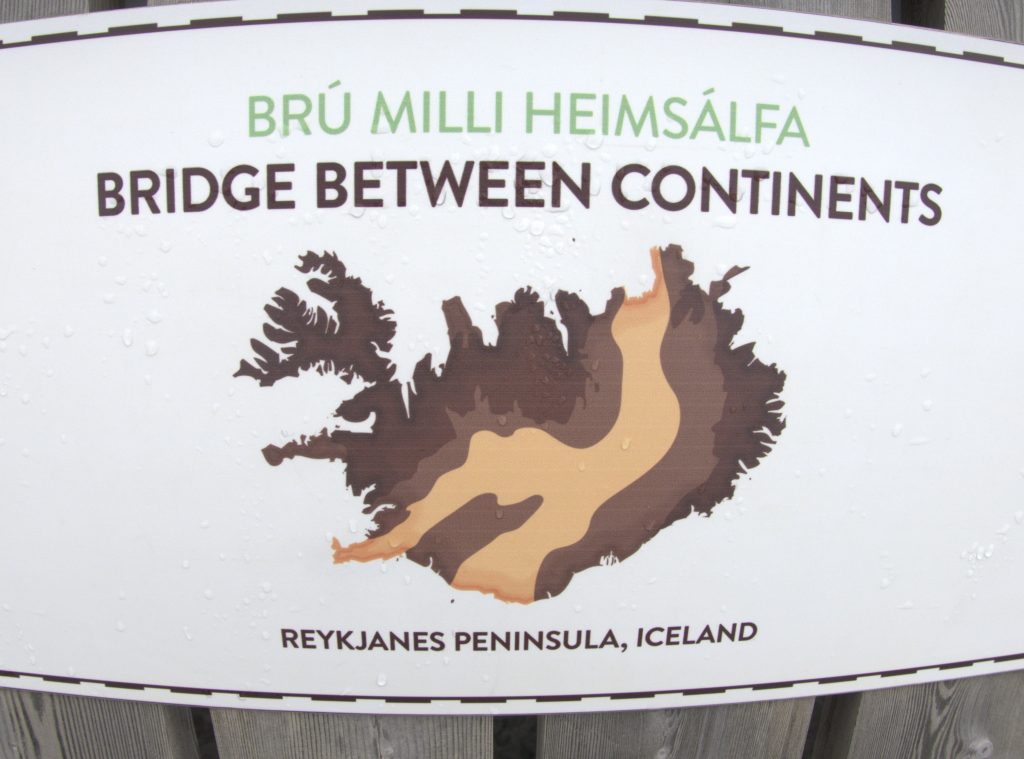 BRÚ MILLI HEIMSÁLFA
BRIDGE BETWEEN CONTINENTS
REYKJANES PENINSULA, ICELAND